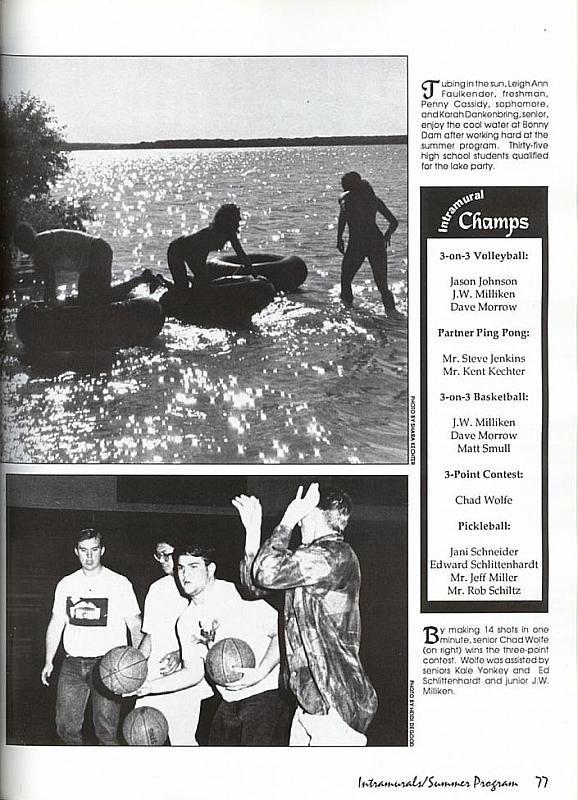 Tubing in the sun, Leigh Ann
Faulkender, freshman,
Penny Cassidy, sophomore,
and Karah Dankenbring, senior,
enjoy the cool water at Bonny
Dam after working hard at the
summer program. Thirty-five
high school students qualified
for the lake party.
Intramural
Champs
3-on-3 Volleyball:
Jason Johnson
J.W. Milliken
Dave Morrow
Partner Ping Pong:
Mr. Steve Jenkins
Mr. Kent Kechter
3-on-3 Basketball:
J.W. Milliken
Dave Morrow
Matt Smull
3-Point Contest:
Chad Wolfe
Pickleball:
Jani Schneider
Edward Schlittenhardt
Mr. Jeff Miller
Mr. Rob Schiltz
PHOTO BY SHARA KECHTER
By making 14 shots in one
minute, senior Chad Wolfe
(on right) wins the three-point
contest. Wolfe was assisted by
seniors Kale Yonkey and Ed
Schlittenhardt and junior J.W.
Milliken.
PHOTO BY HEIDI DEGOOD
Intramurals/Summer Program 77